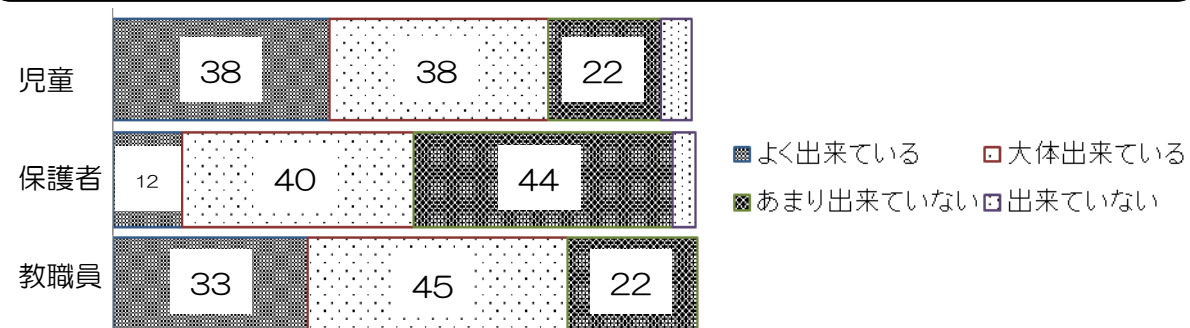 児童 38 38 22
保護者 12 40 44
教職員 33 45 22
よく出来ている 大体出来ている
あまり出来ていない 出来ていない